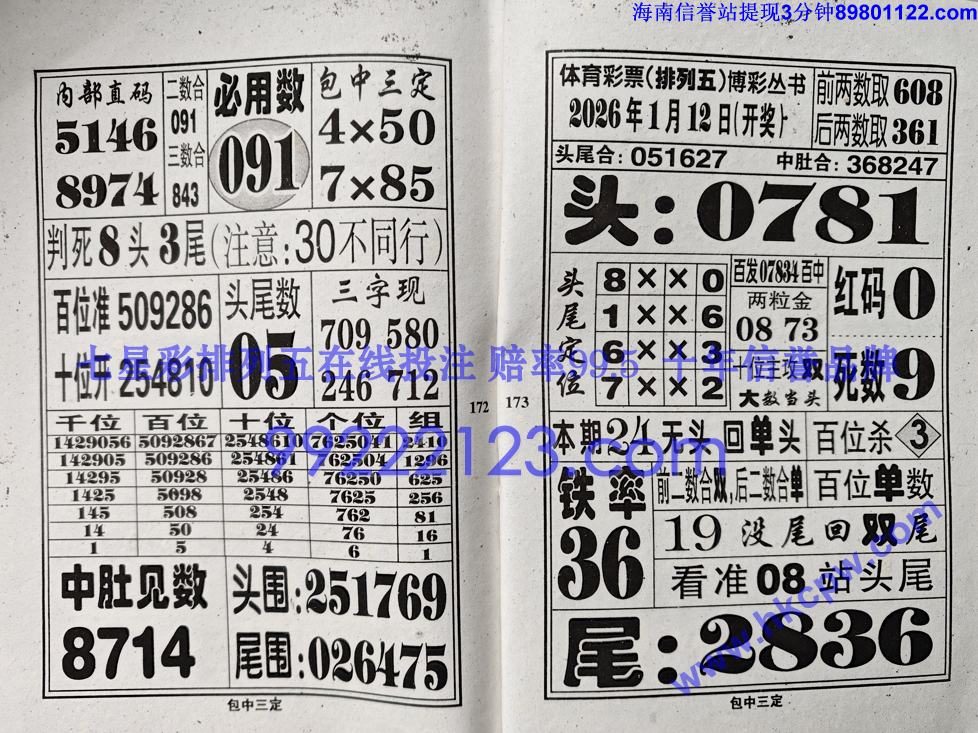 海南信誉站提现3分钟89801122.com
内部直码
5146
8974
二数合
091
三数合
843
必用数
091
包中三定
4×50
7×85
判死8头3尾(注意:30不同行)
百位准509286
十位开254810
头尾数
05
三字现
709 580
246 712
千位 百位 十位 个位 组
1429056 5092867 2548610 7625041 2410
142905 509286 254861 762504 1296
14295 50928 25486 76250 625
1425 5098 2548 7625 256
145 508 254 762 81
14 50 24 76 16
1 5 4 6 1
中肚见数
8714
头围:251769
尾围:026475
包中三定
172
173
体育彩票(排列五)博彩丛书
2026年1月12日(开奖)
前两数取608
后两数取361
头尾合:051627 中肚合:368247
头:0781
头尾定位
8××0
1××6
6××3
7××2
百发07834百中
两粒金
08 73
十位主攻双
大数当头
红码0
死数9
本期24无头回单头
百位杀3
铁率
36
前二数合双,后二数合单
百位单数
19没尾回双尾
看准08站头尾
尾:2836
包中三定
七星彩排列五在线投注 赔率99.5 十年信誉品牌
99922123.com
www.hkcpw.com